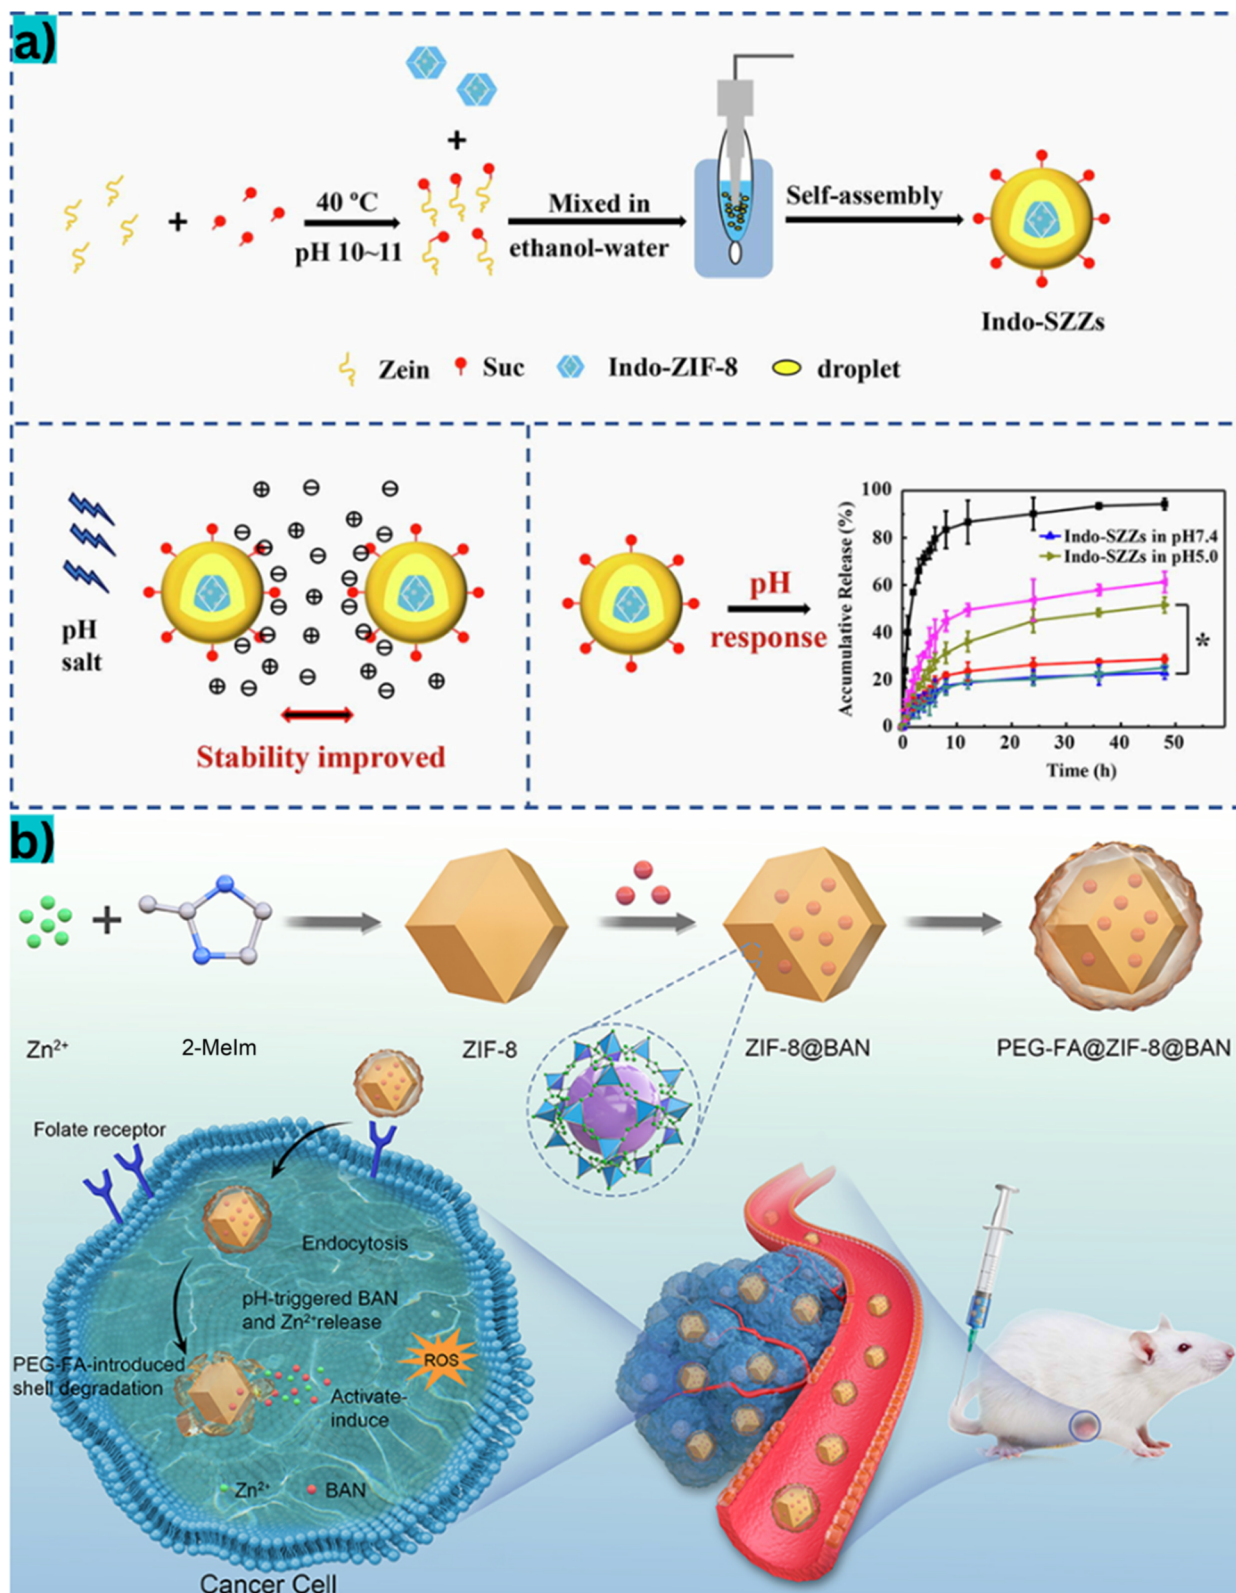 a)
+
+
40 °C
pH 10~11
Mixed in
ethanol-water
Self-assembly
Indo-SZZs
Zein
Suc
Indo-ZIF-8
droplet
pH
salt
Stability improved
pH
response
Accumulative Release (%)
100
80
60
40
20
0
Indo-SZZs in pH7.4
Indo-SZZs in pH5.0
*
0
10
20
30
40
50
Time (h)
b)
+
Zn²⁺
2-MeIm
ZIF-8
ZIF-8@BAN
PEG-FA@ZIF-8@BAN
Folate receptor
Endocytosis
pH-triggered BAN
and Zn²⁺release
ROS
PEG-FA-introduced
shell degradation
Activate-
induce
Zn²⁺
BAN
Cancer Cell